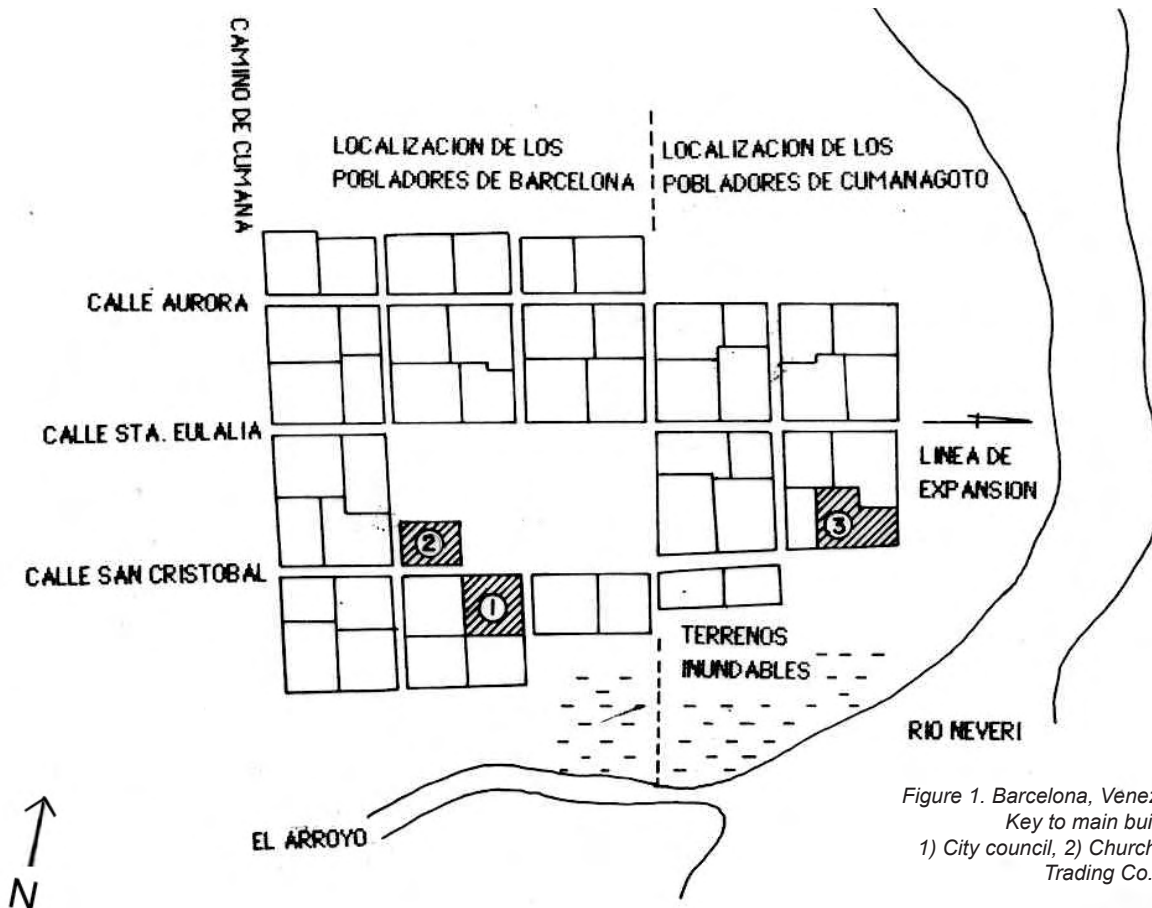 CAMINO DE CUMANA
LOCALIZACION DE LOS
POBLADORES DE BARCELONA
LOCALIZACION DE LOS
POBLADORES DE CUMANAGOTO
CALLE AURORA
CALLE STA. EULALIA
LINEA DE
EXPANSION
2
3
CALLE SAN CRISTOBAL
1
TERRENOS
INUNDABLES
RIO NEVERI
EL ARROYO
N
Figure 1. Barcelona, Venez
Key to main bui
1) City council, 2) Church
Trading Co.